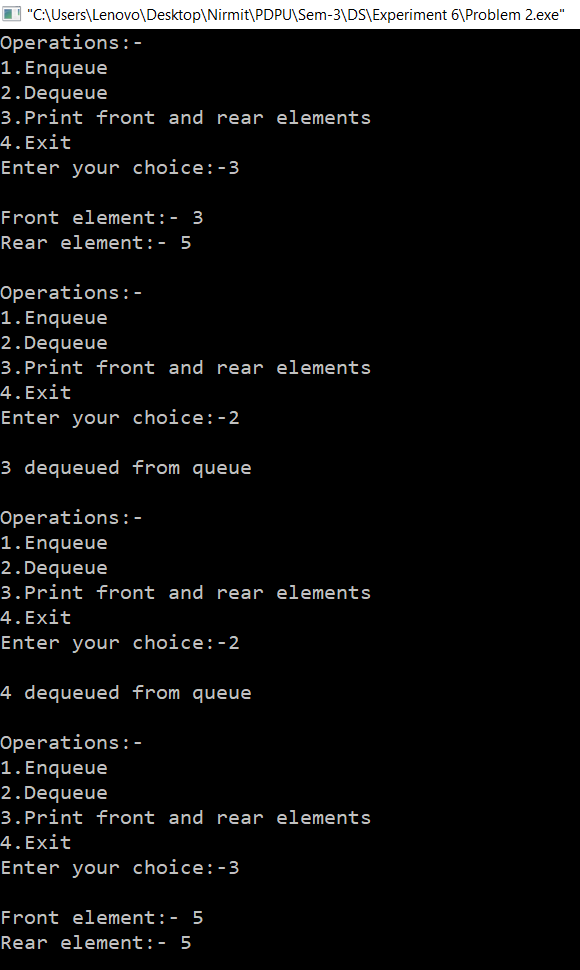 "C:\Users\Lenovo\Desktop\Nirmit\PDPU\Sem-3\DS\Experiment 6\Problem 2.exe"
Operations:-
1.Enqueue
2.Dequeue
3.Print front and rear elements
4.Exit
Enter your choice:-3
Front element:- 3
Rear element:- 5
Operations:-
1.Enqueue
2.Dequeue
3.Print front and rear elements
4.Exit
Enter your choice:-2
3 dequeued from queue
Operations:-
1.Enqueue
2.Dequeue
3.Print front and rear elements
4.Exit
Enter your choice:-2
4 dequeued from queue
Operations:-
1.Enqueue
2.Dequeue
3.Print front and rear elements
4.Exit
Enter your choice:-3
Front element:- 5
Rear element:- 5